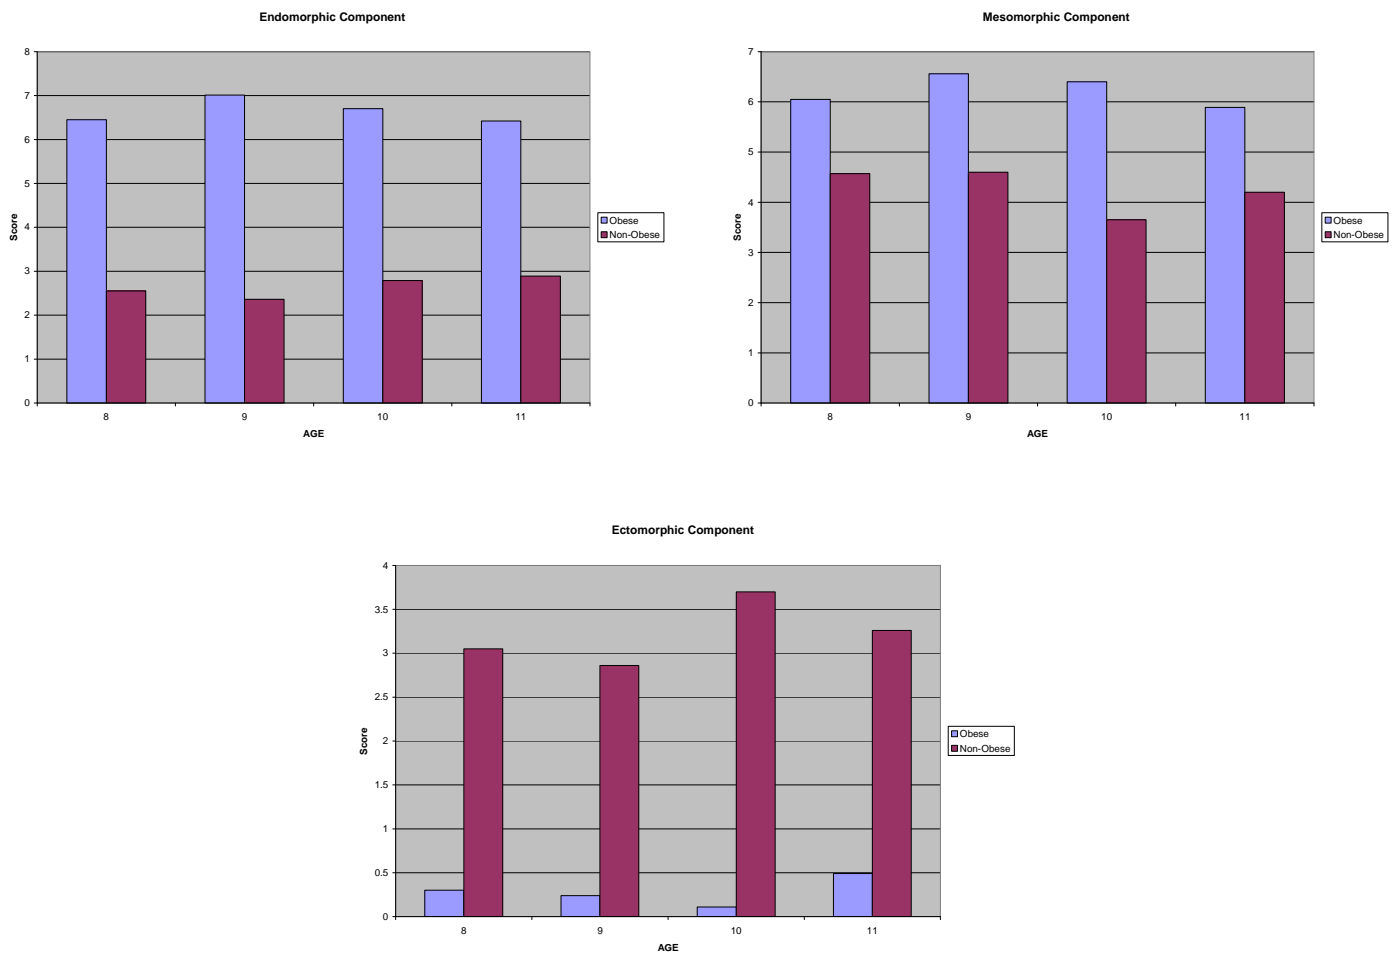 Endomorphic Component
8
7
6
5
4
3
2
1
0
Score
8 9 10 11
AGE
Obese
Non-Obese
Mesomorphic Component
7
6
5
4
3
2
1
0
Score
8 9 10 11
AGE
Obese
Non-Obese
Ectomorphic Component
4
3.5
3
2.5
2
1.5
1
0.5
0
Score
8 9 10 11
AGE
Obese
Non-Obese